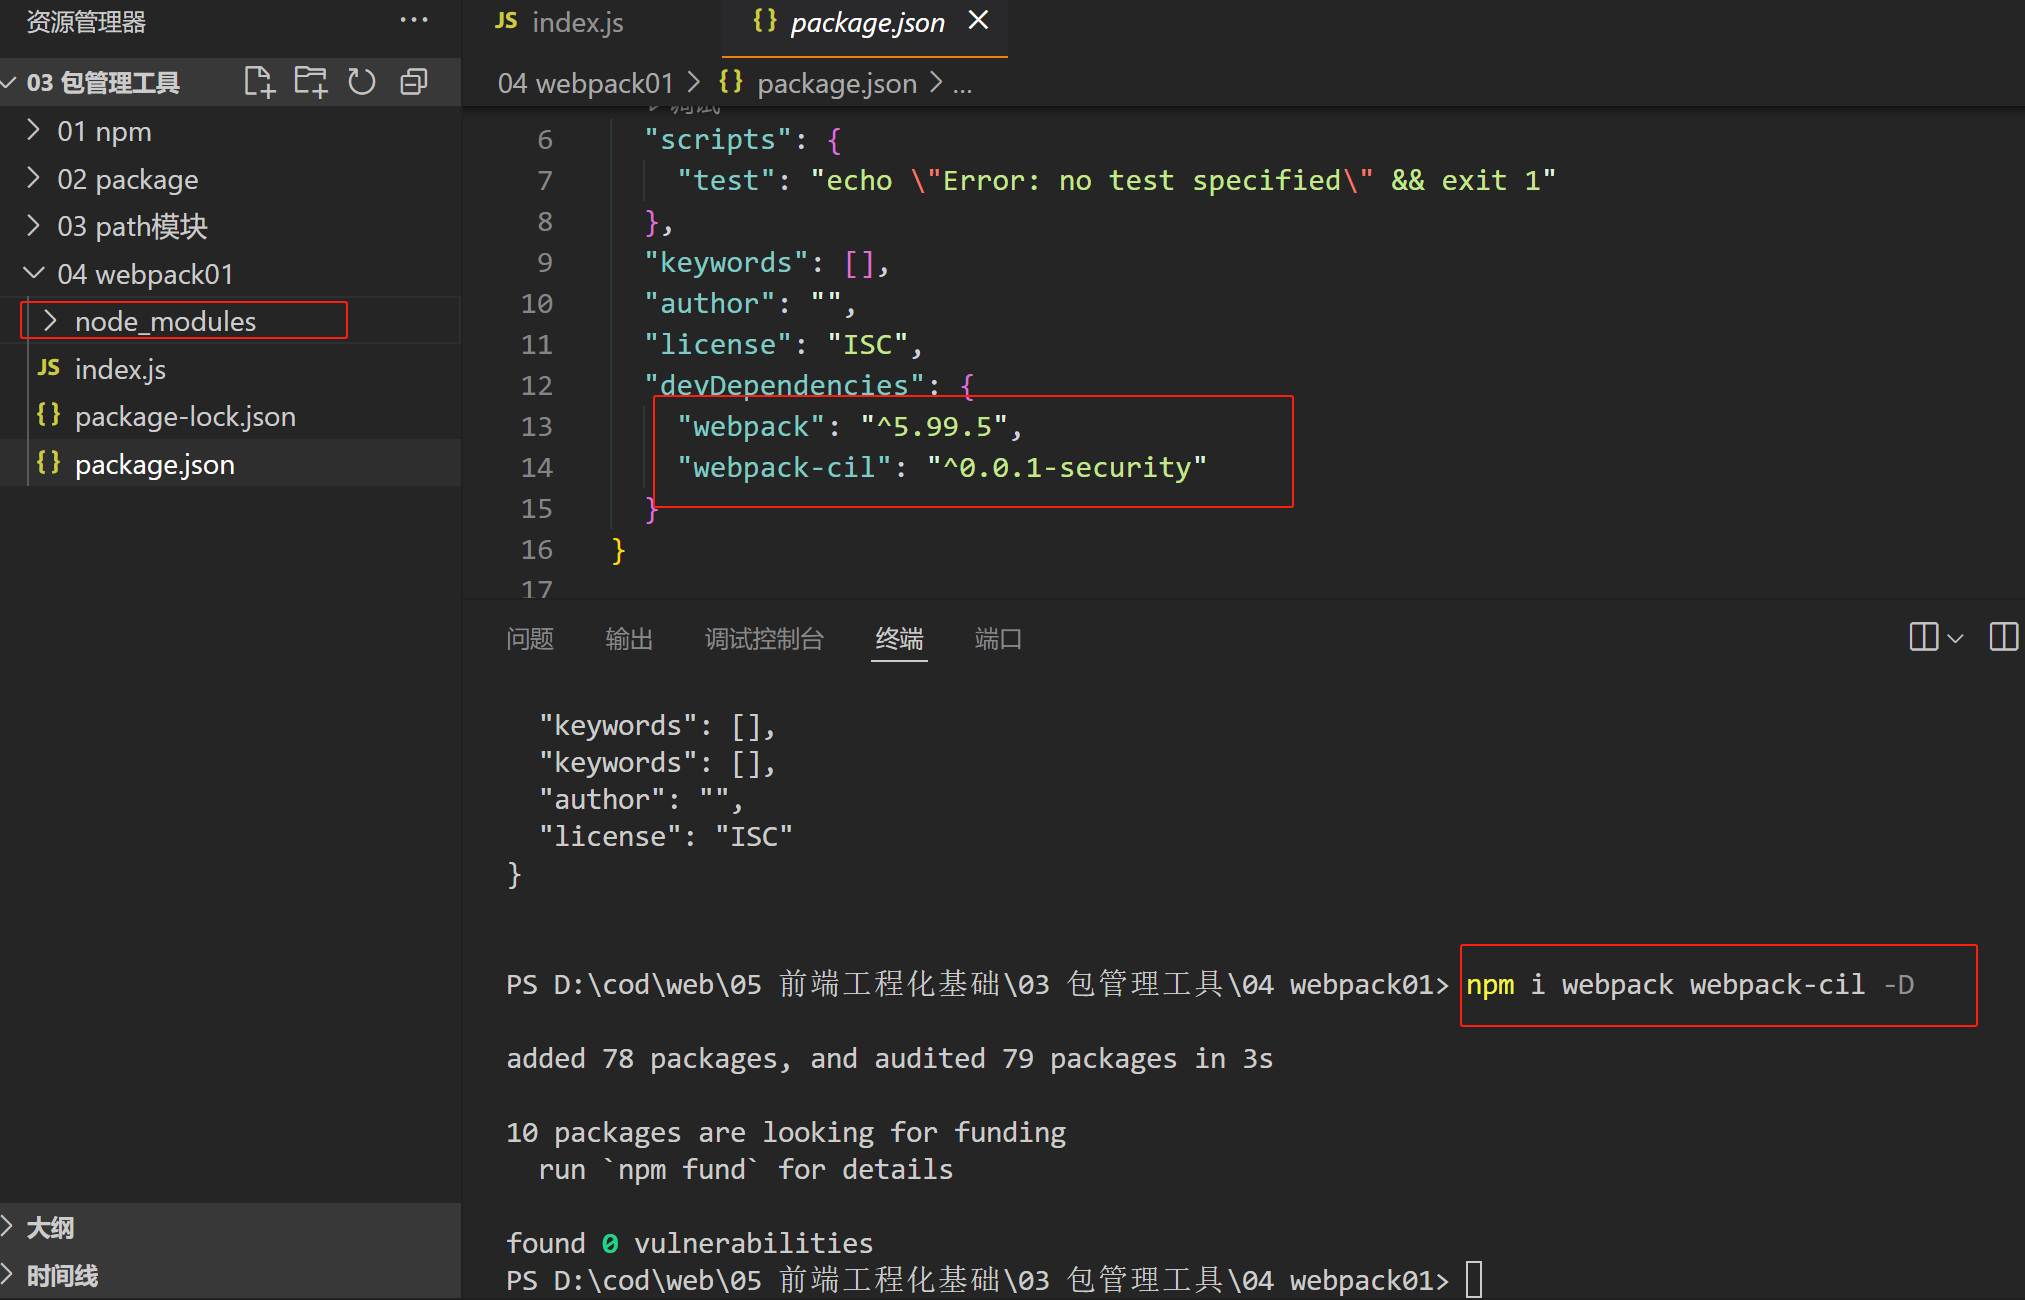 资源管理器
03 包管理工具
01 npm
02 package
03 path模块
04 webpack01
node_modules
JS index.js
{} package-lock.json
{} package.json
大纲
时间线
JS index.js
{} package.json
04 webpack01 > {} package.json > ...
调试
6 "scripts": {
7 "test": "echo \"Error: no test specified\" && exit 1"
8 },
9 "keywords": [],
10 "author": "",
11 "license": "ISC",
12 "devDependencies": {
13 "webpack": "^5.99.5",
14 "webpack-cil": "^0.0.1-security"
15 }
16 }
17
问题 输出 调试控制台 终端 端口
"keywords": [],
"keywords": [],
"author": "",
"license": "ISC"
}
PS D:\cod\web\05 前端工程化基础\03 包管理工具\04 webpack01> npm i webpack webpack-cil -D
added 78 packages, and audited 79 packages in 3s
10 packages are looking for funding
run `npm fund` for details
found 0 vulnerabilities
PS D:\cod\web\05 前端工程化基础\03 包管理工具\04 webpack01>